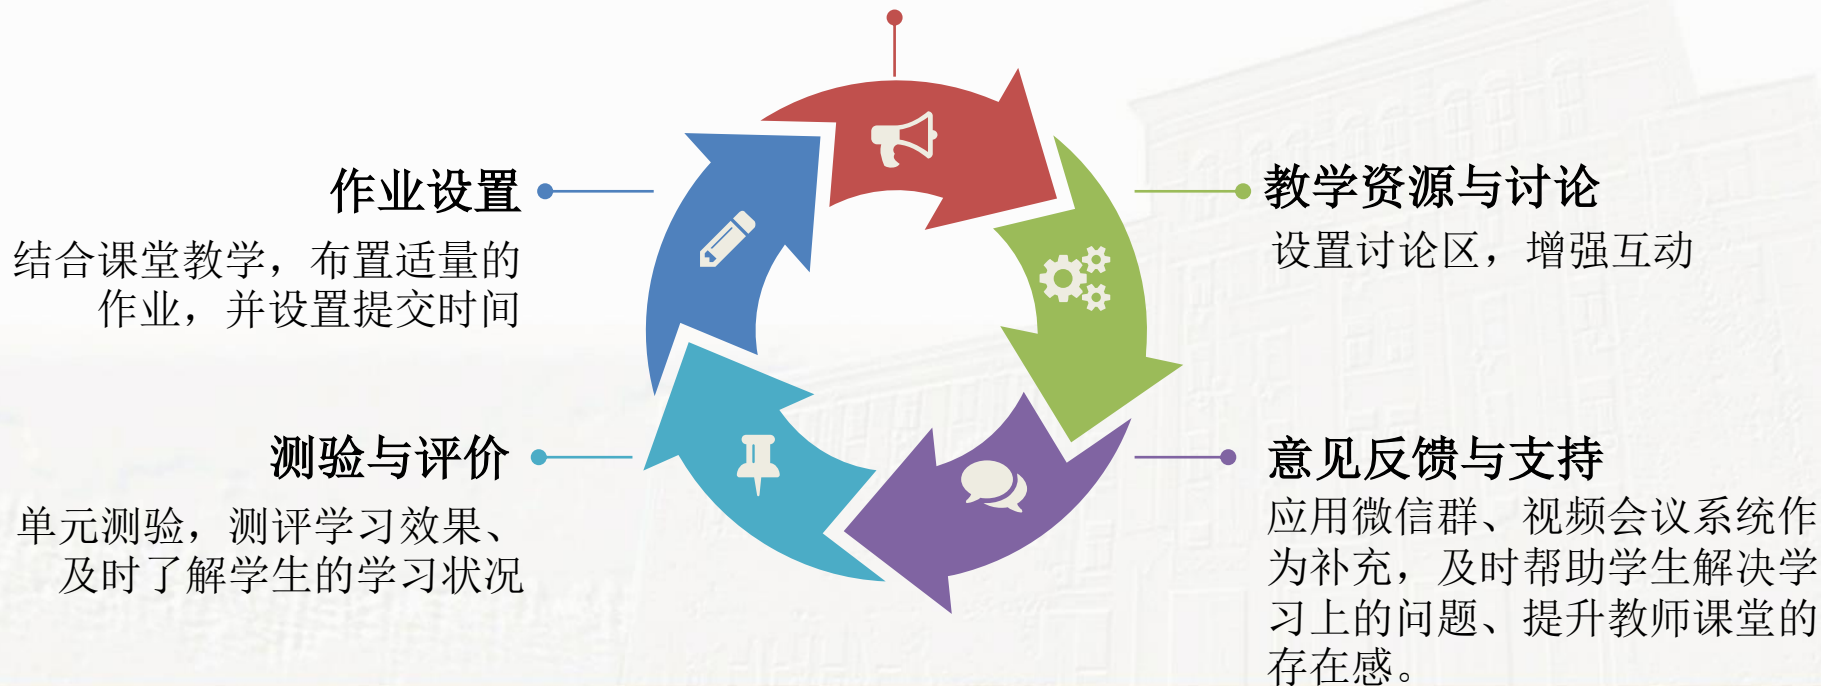 作业设置
结合课堂教学，布置适量的
作业，并设置提交时间
教学资源与讨论
设置讨论区，增强互动
测验与评价
单元测验，测评学习效果、
及时了解学生的学习状况
意见反馈与支持
应用微信群、视频会议系统作
为补充，及时帮助学生解决学
习上的问题、提升教师课堂的
存在感。